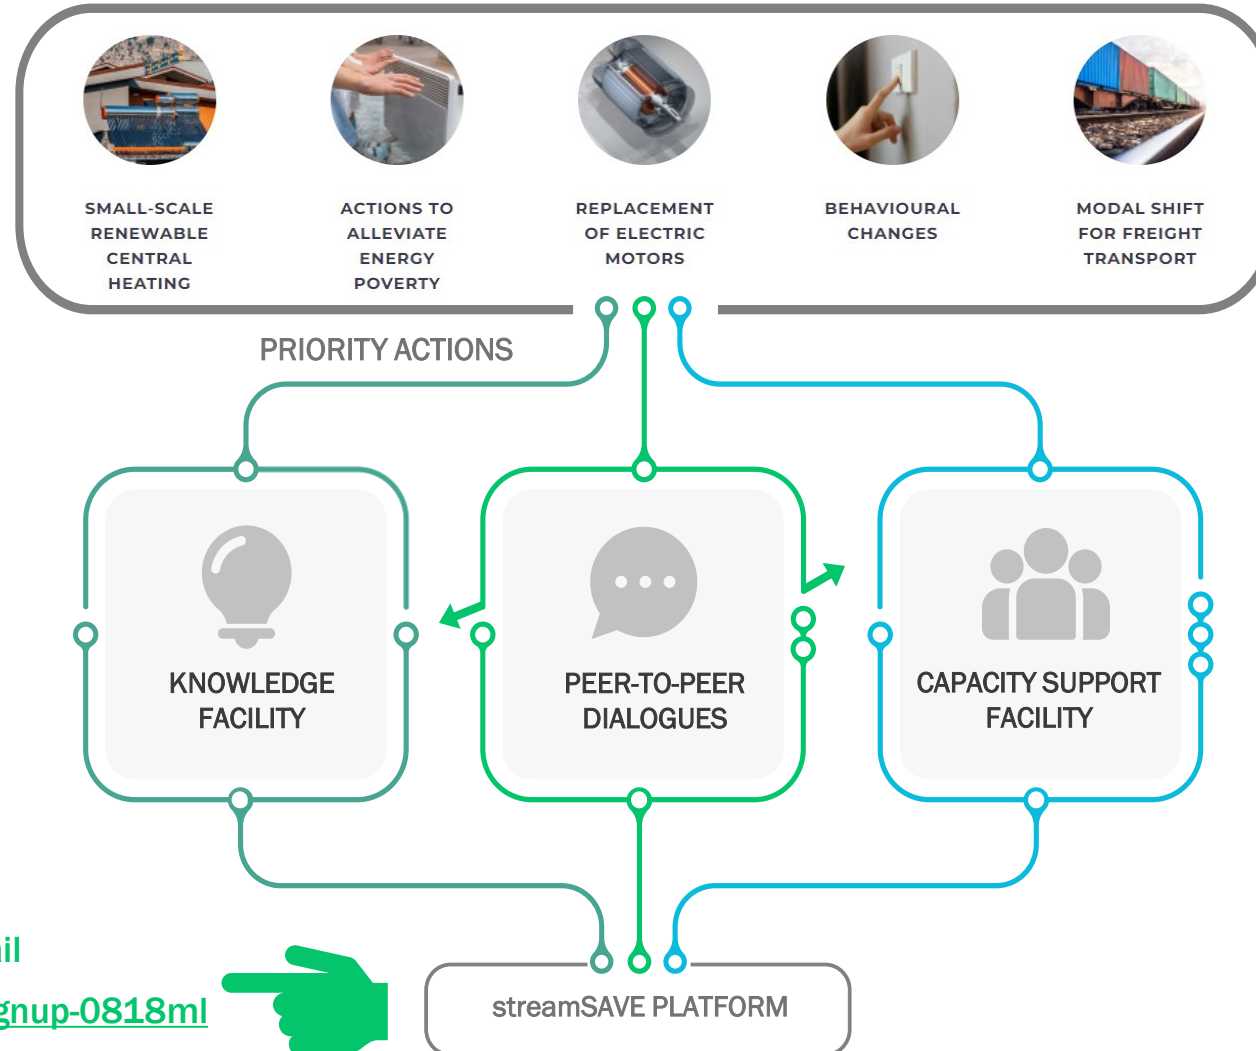 SMALL-SCALE
RENEWABLE
CENTRAL
HEATING
ACTIONS TO
ALLEVIATE
ENERGY
POVERTY
REPLACEMENT
OF ELECTRIC
MOTORS
BEHAVIOURAL
CHANGES
MODAL SHIFT
FOR FREIGHT
TRANSPORT
PRIORITY ACTIONS
KNOWLEDGE
FACILITY
PEER-TO-PEER
DIALOGUES
CAPACITY SUPPORT
FACILITY
gnup-0818ml
streamSAVE PLATFORM